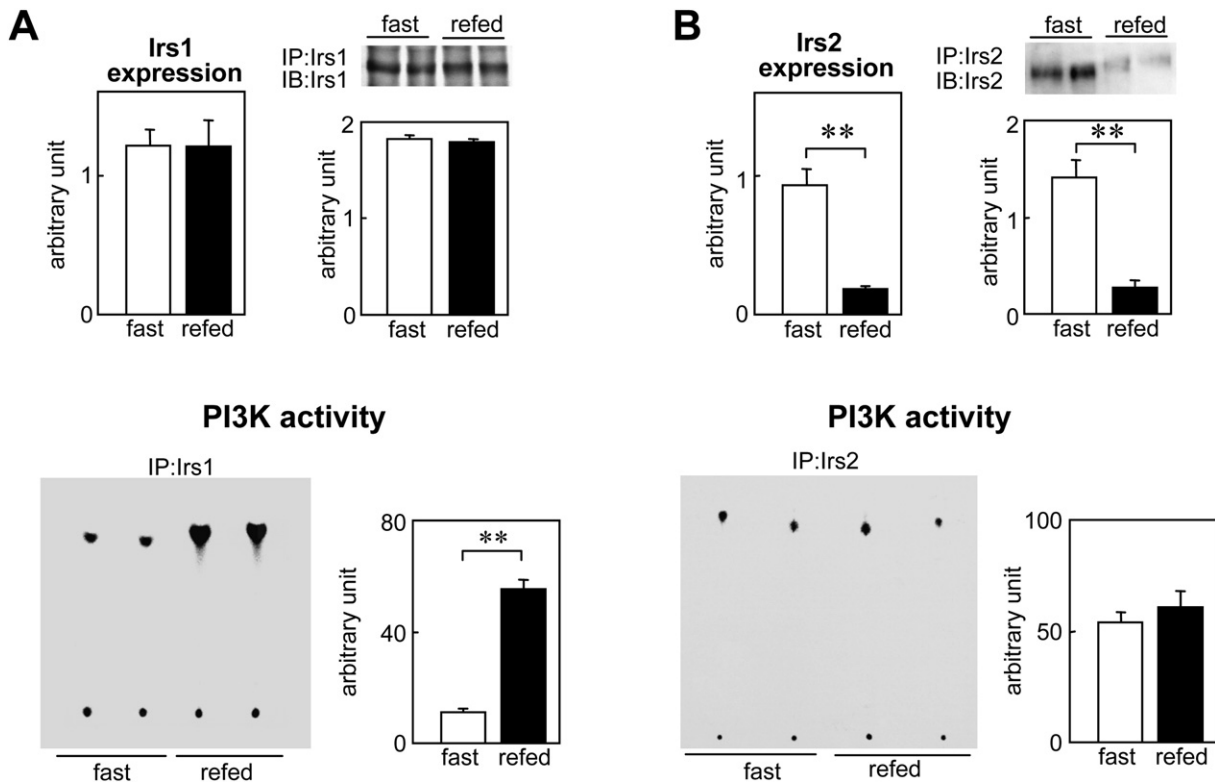 A
Irs1
expression
fast refed
IP:Irs1
IB:Irs1
arbitrary unit
1
0
fast refed
arbitrary unit
2
1
0
fast refed
PI3K activity
IP:Irs1
fast refed
arbitrary unit
80
40
0
**
fast refed
B
Irs2
expression
fast refed
IP:Irs2
IB:Irs2
arbitrary unit
1
0
**
fast refed
arbitrary unit
2
1
0
**
fast refed
PI3K activity
IP:Irs2
fast refed
arbitrary unit
100
50
0
fast refed